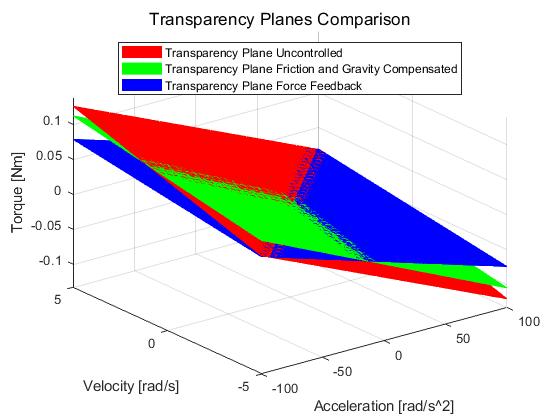 Transparency Planes Comparison
Transparency Plane Uncontrolled
Transparency Plane Friction and Gravity Compensated
Transparency Plane Force Feedback
Torque [Nm]
0.1
0.05
0
-0.05
-0.1
5
0
-5
Velocity [rad/s]
-100
-50
0
50
100
Acceleration [rad/s^2]